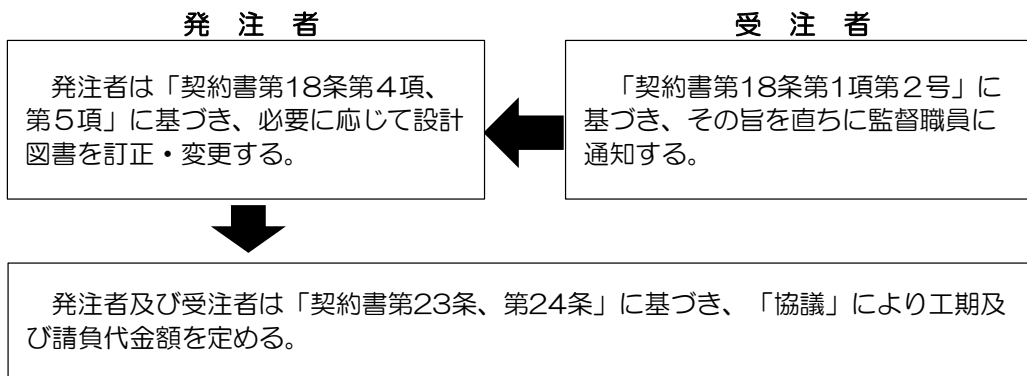 発 注 者
発注者は「契約書第18条第４項、
第５項」に基づき、必要に応じて設計
図書を訂正・変更する。
受 注 者
「契約書第18条第1項第２号」に
基づき、その旨を直ちに監督職員に
通知する。
発注者及び受注者は「契約書第23条、第24条」に基づき、「協議」により工期及
び請負代金額を定める。